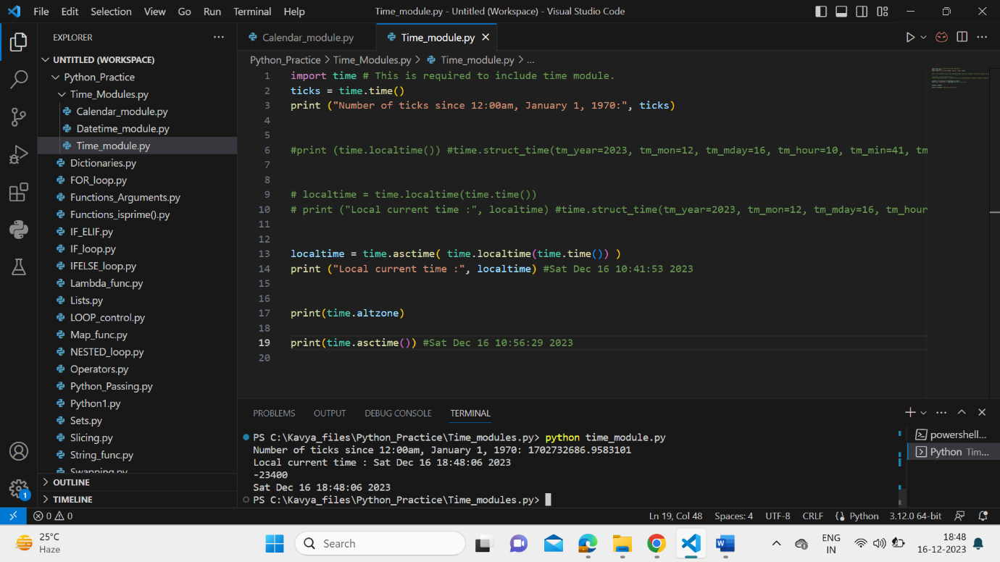 File Edit Selection View Go Run Terminal Help
Time_module.py - Untitled (Workspace) - Visual Studio Code
EXPLORER
UNTITLED (WORKSPACE)
Python_Practice
Time_Modules.py
Calendar_module.py
Datetime_module.py
Time_module.py
Dictionaries.py
FOR_loop.py
Functions_Arguments.py
Functions_isprime().py
IF_ELIF.py
IF_loop.py
IFELSE_loop.py
Lambda_func.py
Lists.py
LOOP_control.py
Map_func.py
NESTED_loop.py
Operators.py
Python_Passing.py
Python1.py
Sets.py
Slicing.py
String_func.py
Swapping.py
OUTLINE
TIMELINE
Calendar_module.py Time_module.py
Python_Practice > Time_Modules.py > Time_module.py > ...
1 import time # This is required to include time module.
2 ticks = time.time()
3 print ("Number of ticks since 12:00am, January 1, 1970:", ticks)
4
5
6 #print (time.localtime()) #time.struct_time(tm_year=2023, tm_mon=12, tm_mday=16, tm_hour=10, tm_min=41, tm
7
8
9 # localtime = time.localtime(time.time())
10 # print ("Local current time :", localtime) #time.struct_time(tm_year=2023, tm_mon=12, tm_mday=16, tm_hour
11
12
13 localtime = time.asctime( time.localtime(time.time()) )
14 print ("Local current time :", localtime) #Sat Dec 16 10:41:53 2023
15
16
17 print(time.altzone)
18
19 print(time.asctime()) #Sat Dec 16 10:56:29 2023
20
PROBLEMS OUTPUT DEBUG CONSOLE TERMINAL
PS C:\Kavya_files\Python_Practice\Time_modules.py> python time_module.py
Number of ticks since 12:00am, January 1, 1970: 1702732686.9583101
Local current time : Sat Dec 16 18:48:06 2023
-23400
Sat Dec 16 18:48:06 2023
PS C:\Kavya_files\Python_Practice\Time_modules.py>
powershell...
Python Tim...
1
0 0
Ln 19, Col 48 Spaces: 4 UTF-8 CRLF Python 3.12.0 64-bit
25°C
Haze
Search
ENG
IN
18:48
16-12-2023